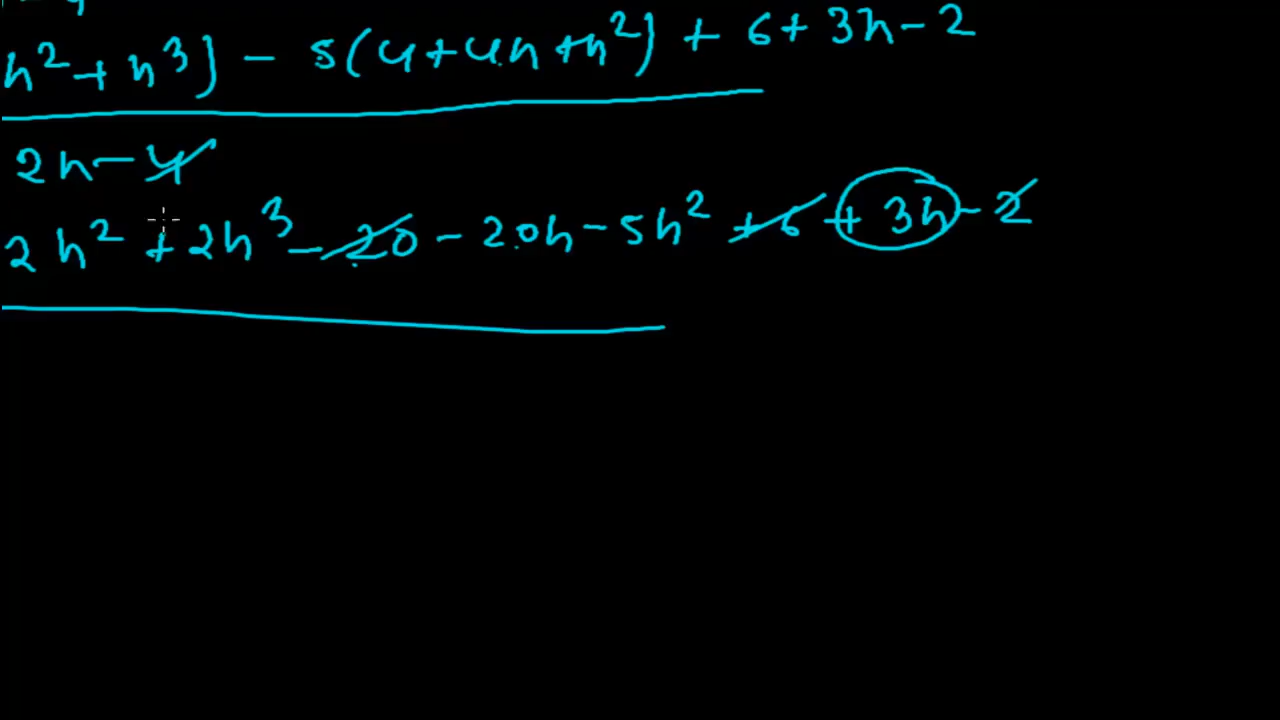 h² + h³) - 5(4+4h+h²) + 6+ 3h-2
2h-4
2h² + 2h³ - 20 - 20h - 5h² + 6 + 3h - 2